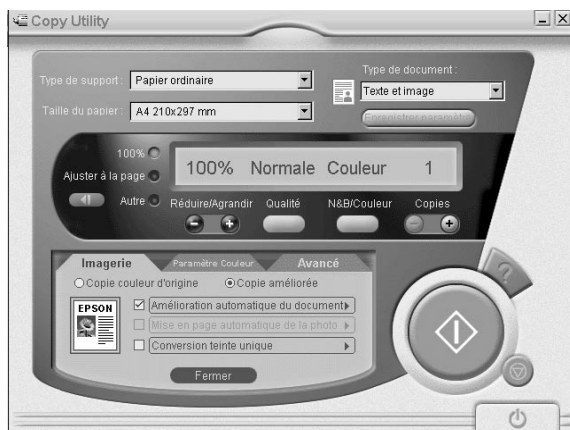 Copy Utility
Type de support : Papier ordinaire
Type de document :
Texte et image
Taille du papier : A4 210x297 mm
Enregistrer paramètr
100%
Ajuster à la page
Autre
100% Normale Couleur 1
Réduire/Agrandir Qualité N&B/Couleur Copies
Imagerie Paramètre Couleur Avancé
Copie couleur d'origine Copie améliorée
EPSON
Amélioration automatique du document
Mise en page automatique de la photo
Conversion teinte unique
Fermer